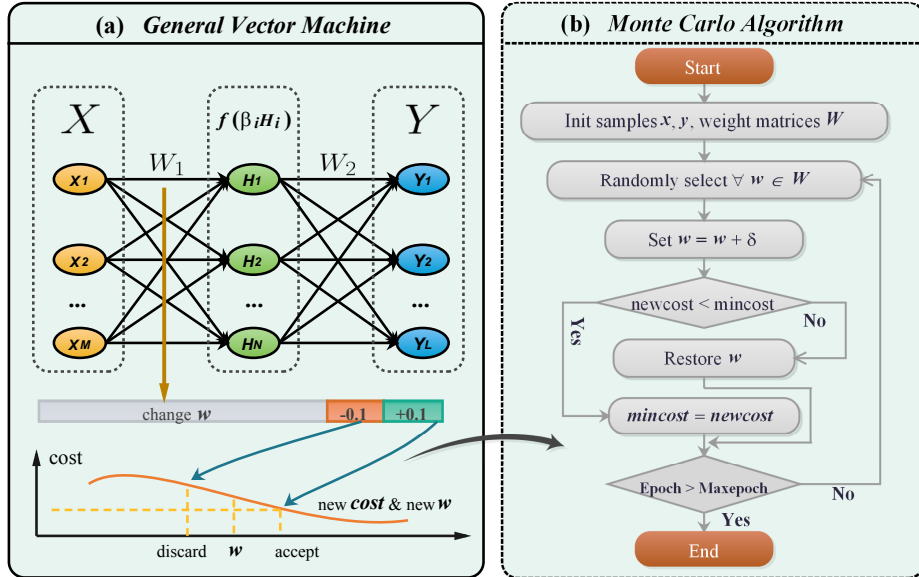 (a) General Vector Machine
X
f (βiHi)
Y
W1
W2
X1
H1
Y1
X2
H2
Y2
...
...
...
XM
HN
YL
change w
-0.1
+0.1
cost
new cost & new w
discard
w
accept
(b) Monte Carlo Algorithm
Start
Init samples x, y, weight matrices W
Randomly select ∀ w ∈ W
Set w = w + δ
newcost < mincost
Yes
No
Restore w
mincost = newcost
Epoch > Maxepoch
No
Yes
End